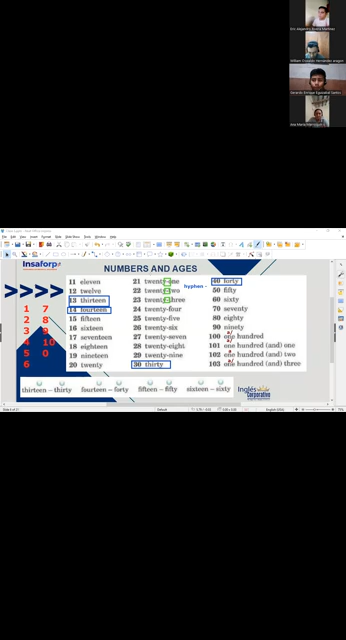 Insaforp
NUMBERS AND AGES
>>>>
1 7
2 8
3 9
4 10
5 0
6
11 eleven
12 twelve
13 thirteen
14 fourteen
15 fifteen
16 sixteen
17 seventeen
18 eighteen
19 nineteen
20 twenty
21 twenty-one
22 twenty-two
23 twenty-three
24 twenty-four
25 twenty-five
26 twenty-six
27 twenty-seven
28 twenty-eight
29 twenty-nine
30 thirty
hyphen -
40 forty
50 fifty
60 sixty
70 seventy
80 eighty
90 ninety
100 one hundred
101 one hundred (and) one
102 one hundred (and) two
103 one hundred (and) three
a/
a/
thirteen – thirty
fourteen – forty
fifteen – fifty
sixteen – sixty
Inglés
Corporativo